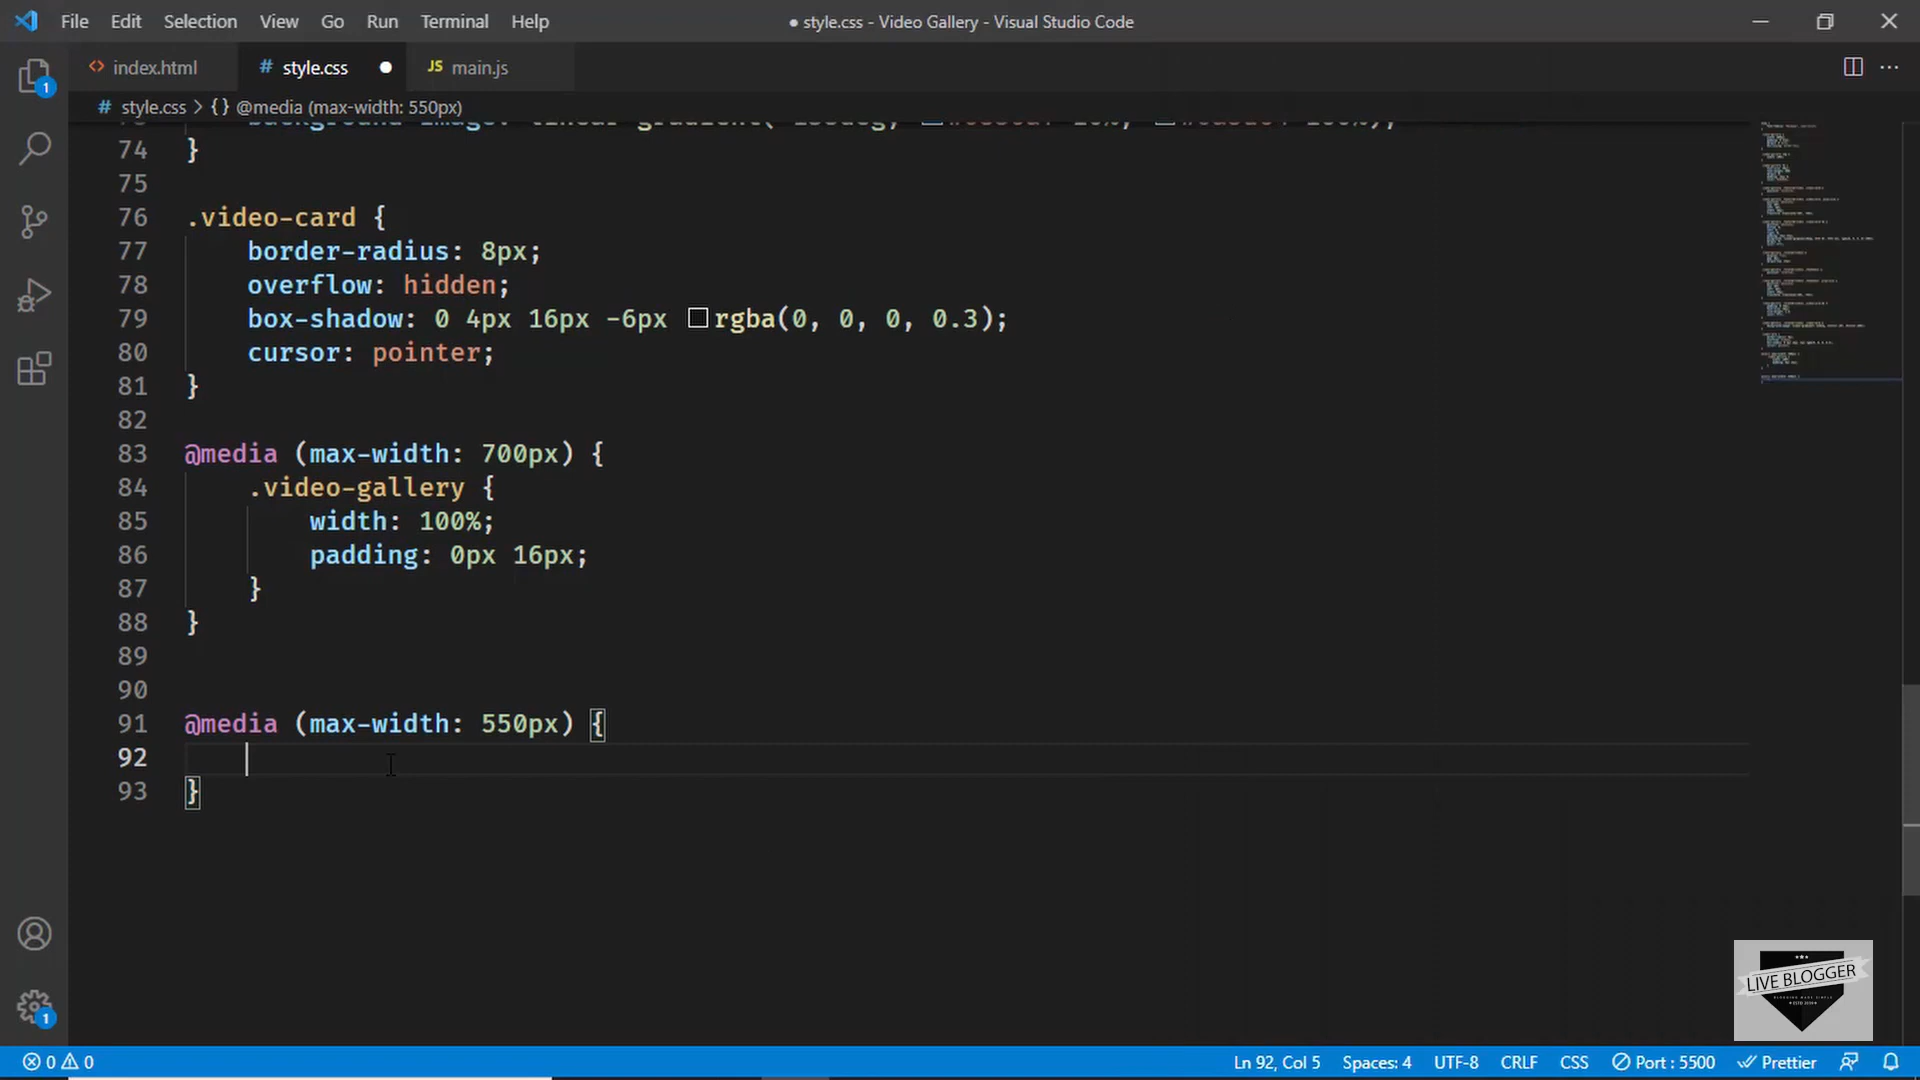 File Edit Selection View Go Run Terminal Help
● style.css - Video Gallery - Visual Studio Code
index.html
# style.css ●
JS main.js
1
# style.css > {} @media (max-width: 550px)
74 }
75
76 .video-card {
77 border-radius: 8px;
78 overflow: hidden;
79 box-shadow: 0 4px 16px -6px rgba(0, 0, 0, 0.3);
80 cursor: pointer;
81 }
82
83 @media (max-width: 700px) {
84 .video-gallery {
85 width: 100%;
86 padding: 0px 16px;
87 }
88 }
89
90
91 @media (max-width: 550px) {
92
93 }
LIVE BLOGGER
1
0 0
Ln 92, Col 5 Spaces: 4 UTF-8 CRLF CSS Port : 5500 Prettier